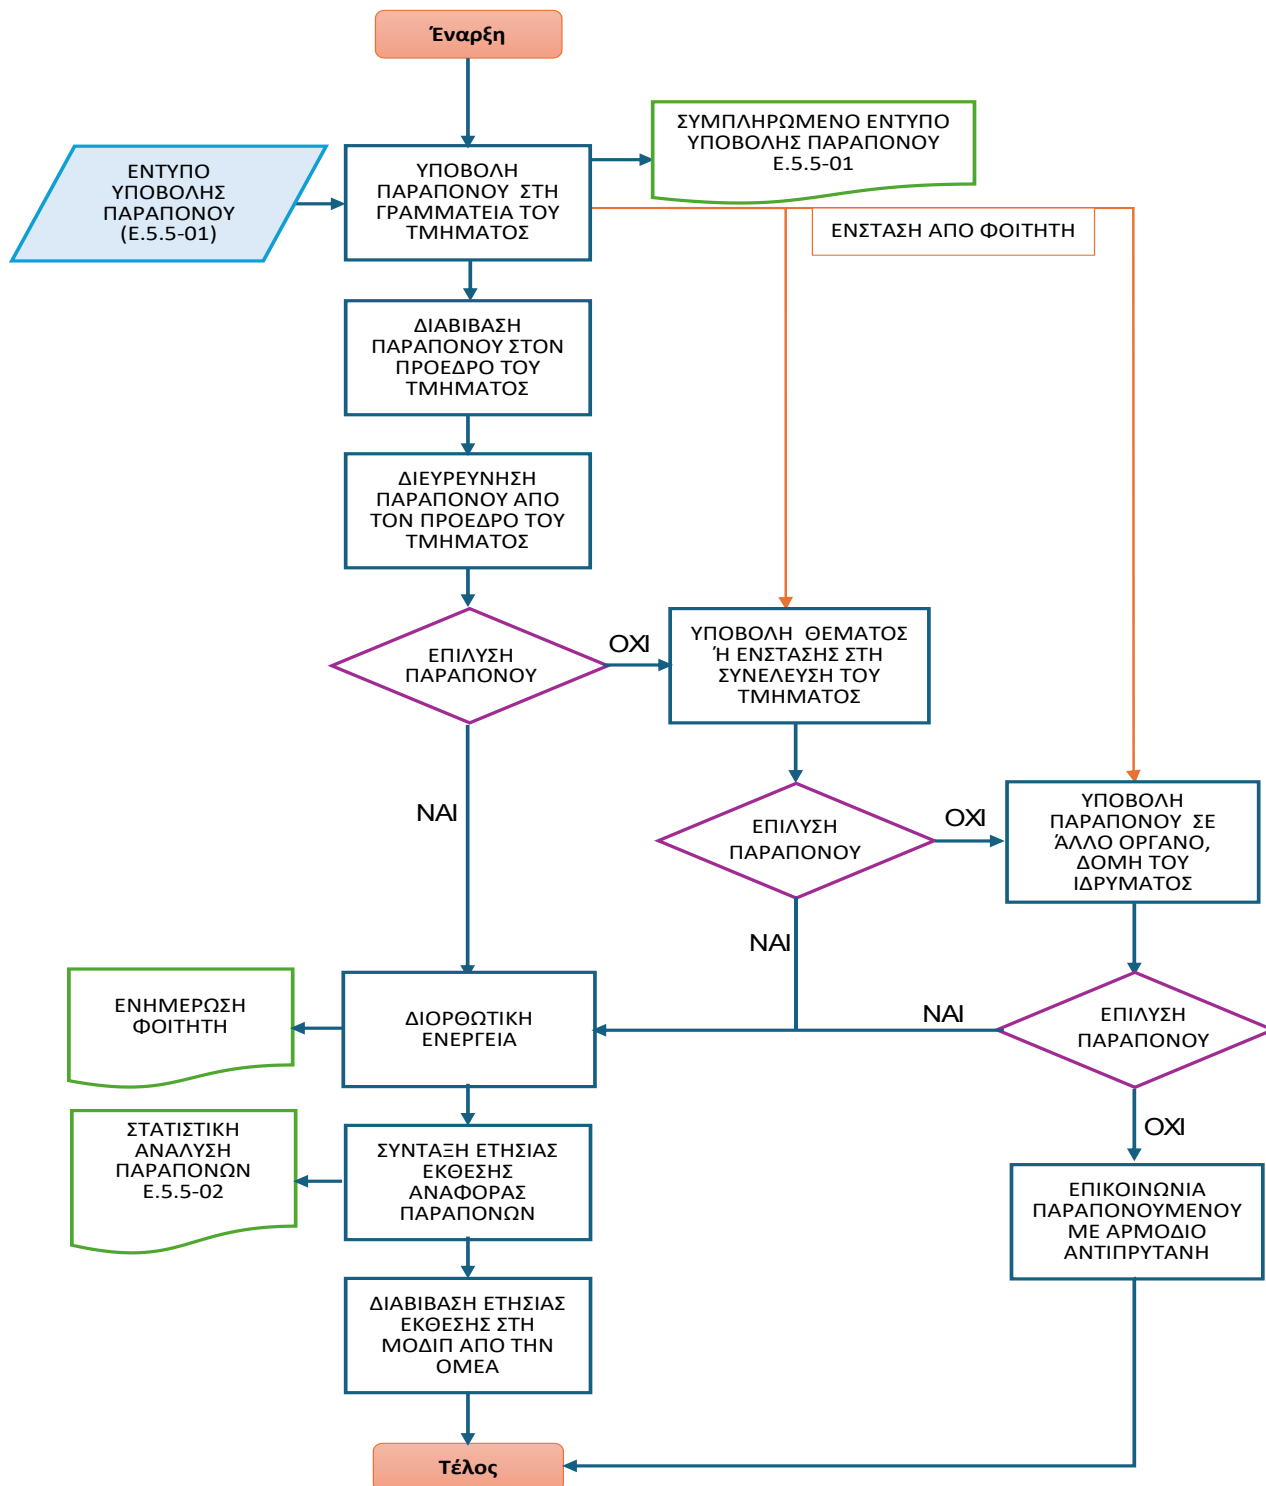 Έναρξη
ΣΥΜΠΛΗΡΩΜΕΝΟ ΕΝΤΥΠΟ
ΥΠΟΒΟΛΗΣ ΠΑΡΑΠΟΝΟΥ
Ε.5.5-01
ΕΝΤΥΠΟ
ΥΠΟΒΟΛΗΣ
ΠΑΡΑΠΟΝΟΥ
(Ε.5.5-01)
ΥΠΟΒΟΛΗ
ΠΑΡΑΠΟΝΟΥ ΣΤΗ
ΓΡΑΜΜΑΤΕΙΑ ΤΟΥ
ΤΜΗΜΑΤΟΣ
ΕΝΣΤΑΣΗ ΑΠΟ ΦΟΙΤΗΤΗ
ΔΙΑΒΙΒΑΣΗ
ΠΑΡΑΠΟΝΟΥ ΣΤΟΝ
ΠΡΟΕΔΡΟ ΤΟΥ
ΤΜΗΜΑΤΟΣ
ΔΙΕΥΡΕΥΝΗΣΗ
ΠΑΡΑΠΟΝΟΥ ΑΠΟ
ΤΟΝ ΠΡΟΕΔΡΟ ΤΟΥ
ΤΜΗΜΑΤΟΣ
ΕΠΙΛΥΣΗ
ΠΑΡΑΠΟΝΟΥ
ΟΧΙ
ΥΠΟΒΟΛΗ ΘΕΜΑΤΟΣ
Ή ΕΝΣΤΑΣΗΣ ΣΤΗ
ΣΥΝΕΛΕΥΣΗ ΤΟΥ
ΤΜΗΜΑΤΟΣ
ΝΑΙ
ΕΠΙΛΥΣΗ
ΠΑΡΑΠΟΝΟΥ
ΟΧΙ
ΥΠΟΒΟΛΗ
ΠΑΡΑΠΟΝΟΥ ΣΕ
ΆΛΛΟ ΟΡΓΑΝΟ,
ΔΟΜΗ ΤΟΥ
ΙΔΡΥΜΑΤΟΣ
ΝΑΙ
ΕΝΗΜΕΡΩΣΗ
ΦΟΙΤΗΤΗ
ΔΙΟΡΘΩΤΙΚΗ
ΕΝΕΡΓΕΙΑ
ΝΑΙ
ΕΠΙΛΥΣΗ
ΠΑΡΑΠΟΝΟΥ
ΟΧΙ
ΣΤΑΤΙΣΤΙΚΗ
ΑΝΑΛΥΣΗ
ΠΑΡΑΠΟΝΩΝ
Ε.5.5-02
ΣΥΝΤΑΞΗ ΕΤΗΣΙΑΣ
ΕΚΘΕΣΗΣ
ΑΝΑΦΟΡΑΣ
ΠΑΡΑΠΟΝΩΝ
ΕΠΙΚΟΙΝΩΝΙΑ
ΠΑΡΑΠΟΝΟΥΜΕΝΟΥ
ΜΕ ΑΡΜΟΔΙΟ
ΑΝΤΙΠΡΥΤΑΝΗ
ΔΙΑΒΙΒΑΣΗ ΕΤΗΣΙΑΣ
ΕΚΘΕΣΗΣ ΣΤΗ
ΜΟΔΙΠ ΑΠΟ ΤΗΝ
ΟΜΕΑ
Τέλος